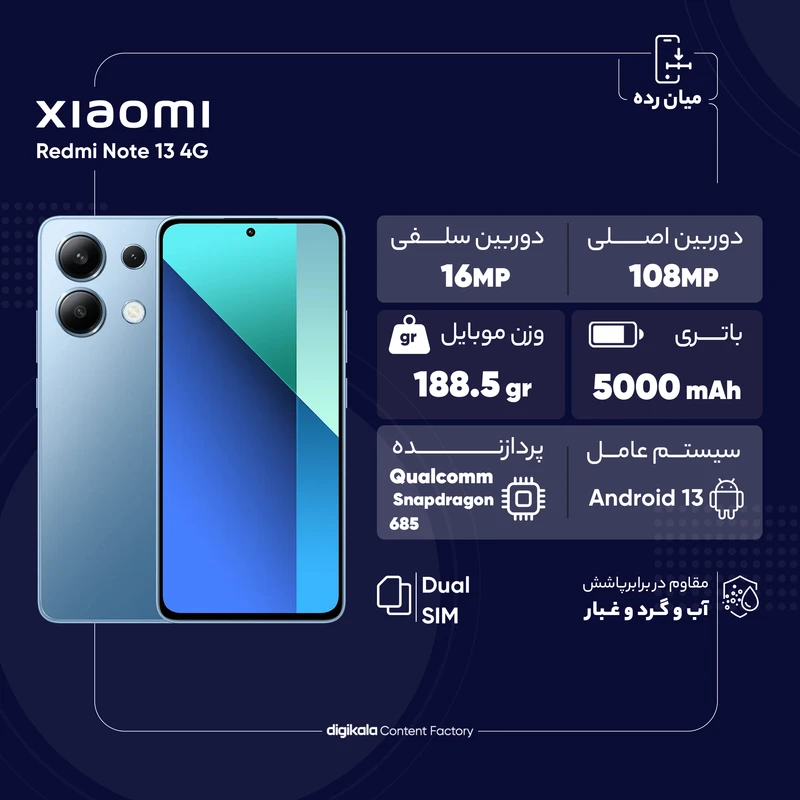 میان رده
xiaomi
Redmi Note 13 4G
دوربین اصلی
108MP
دوربین سلفی
16MP
باتری
5000 mAh
وزن موبایل
gr
188.5 gr
سیستم عامل
Android 13
پردازنده
Qualcomm
Snapdragon
685
مقاوم در برابر پاشش
آب و گرد و غبار
Dual
SIM
digikala Content Factory